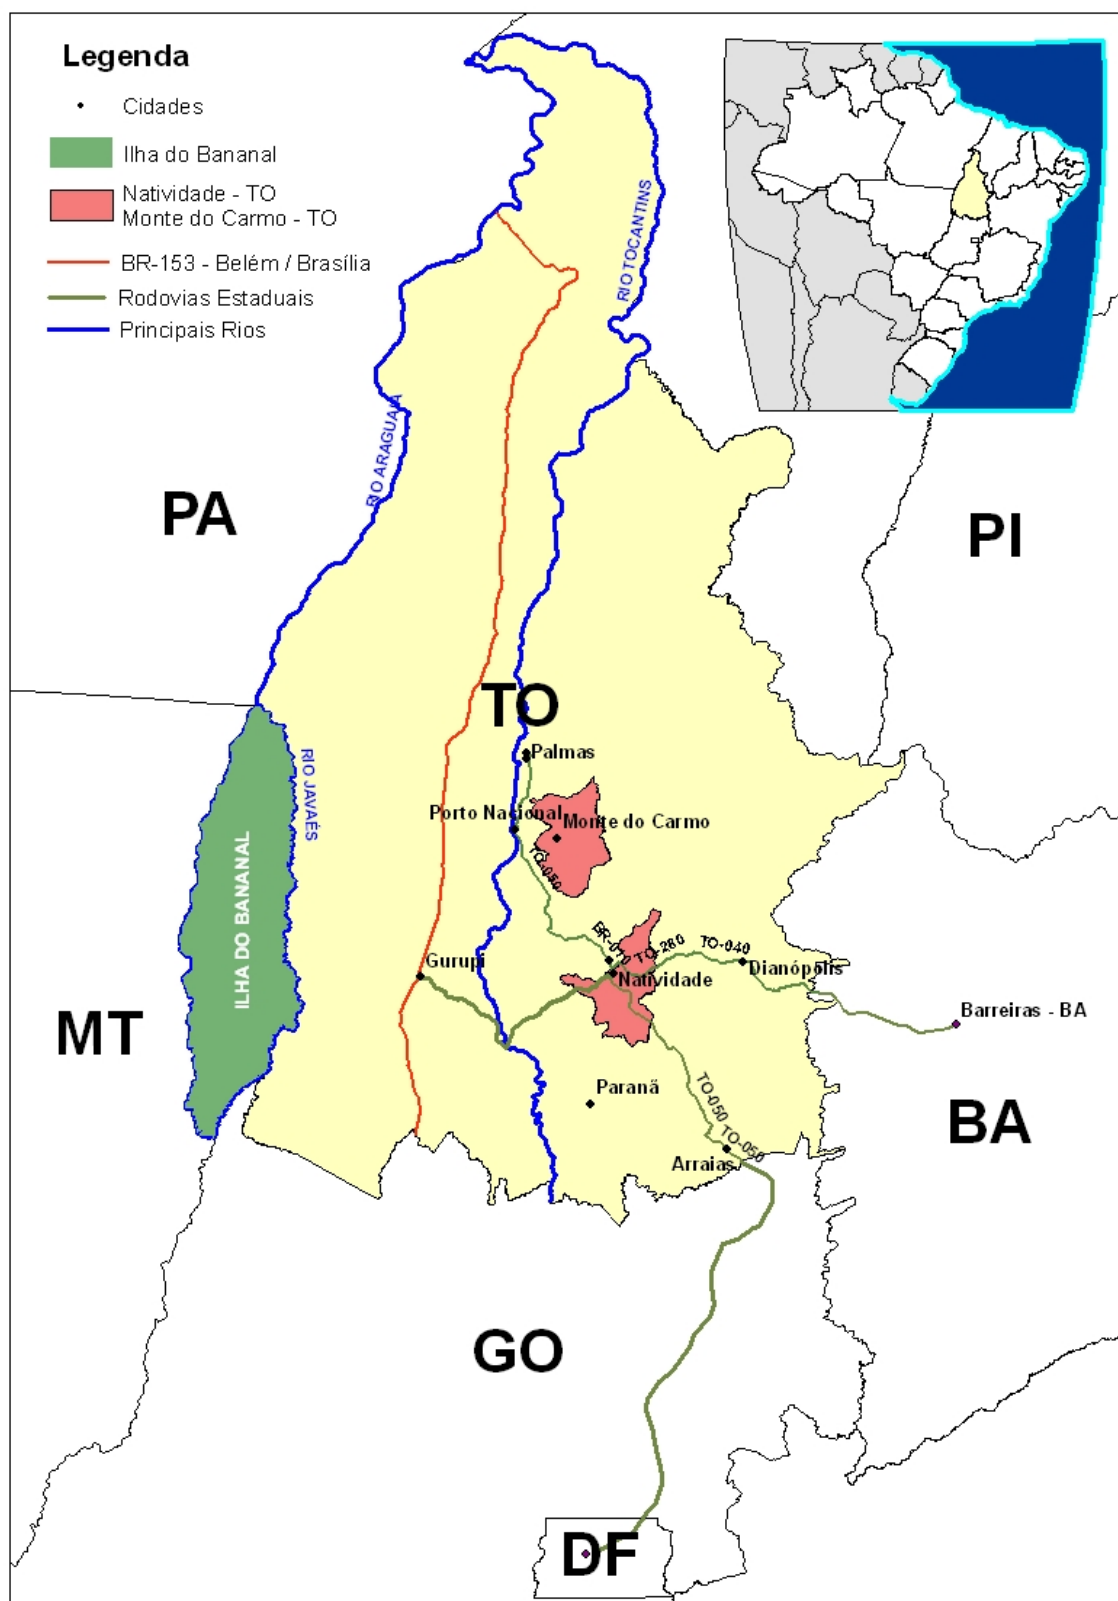 Legenda
Cidades
Ilha do Bananal
Natividade - TO
Monte do Carmo - TO
BR-153 - Belém / Brasília
Rodovias Estaduais
Principais Rios
RIO TOCANTINS
RIO ARAGUAIA
PA
PI
TO
Palmas
RIO JAVAÉS
Porto Nacional
Monte do Carmo
TO-050
ILHA DO BANANAL
TO-280
TO-040
Gurupi
Dianópolis
Natividade
Barreiras - BA
MT
Paranã
TO-050
BA
TO-050
Arraias
GO
DF